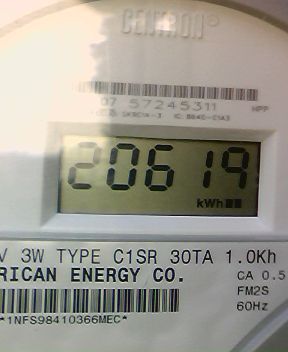 CENTRON®
07 57245311 HPP
20619
kWh
V 3W TYPE C1SR 30TA 1.0Kh
RICAN ENERGY CO. CA 0.5
FM2S
*1NFS98410366MEC* 60Hz